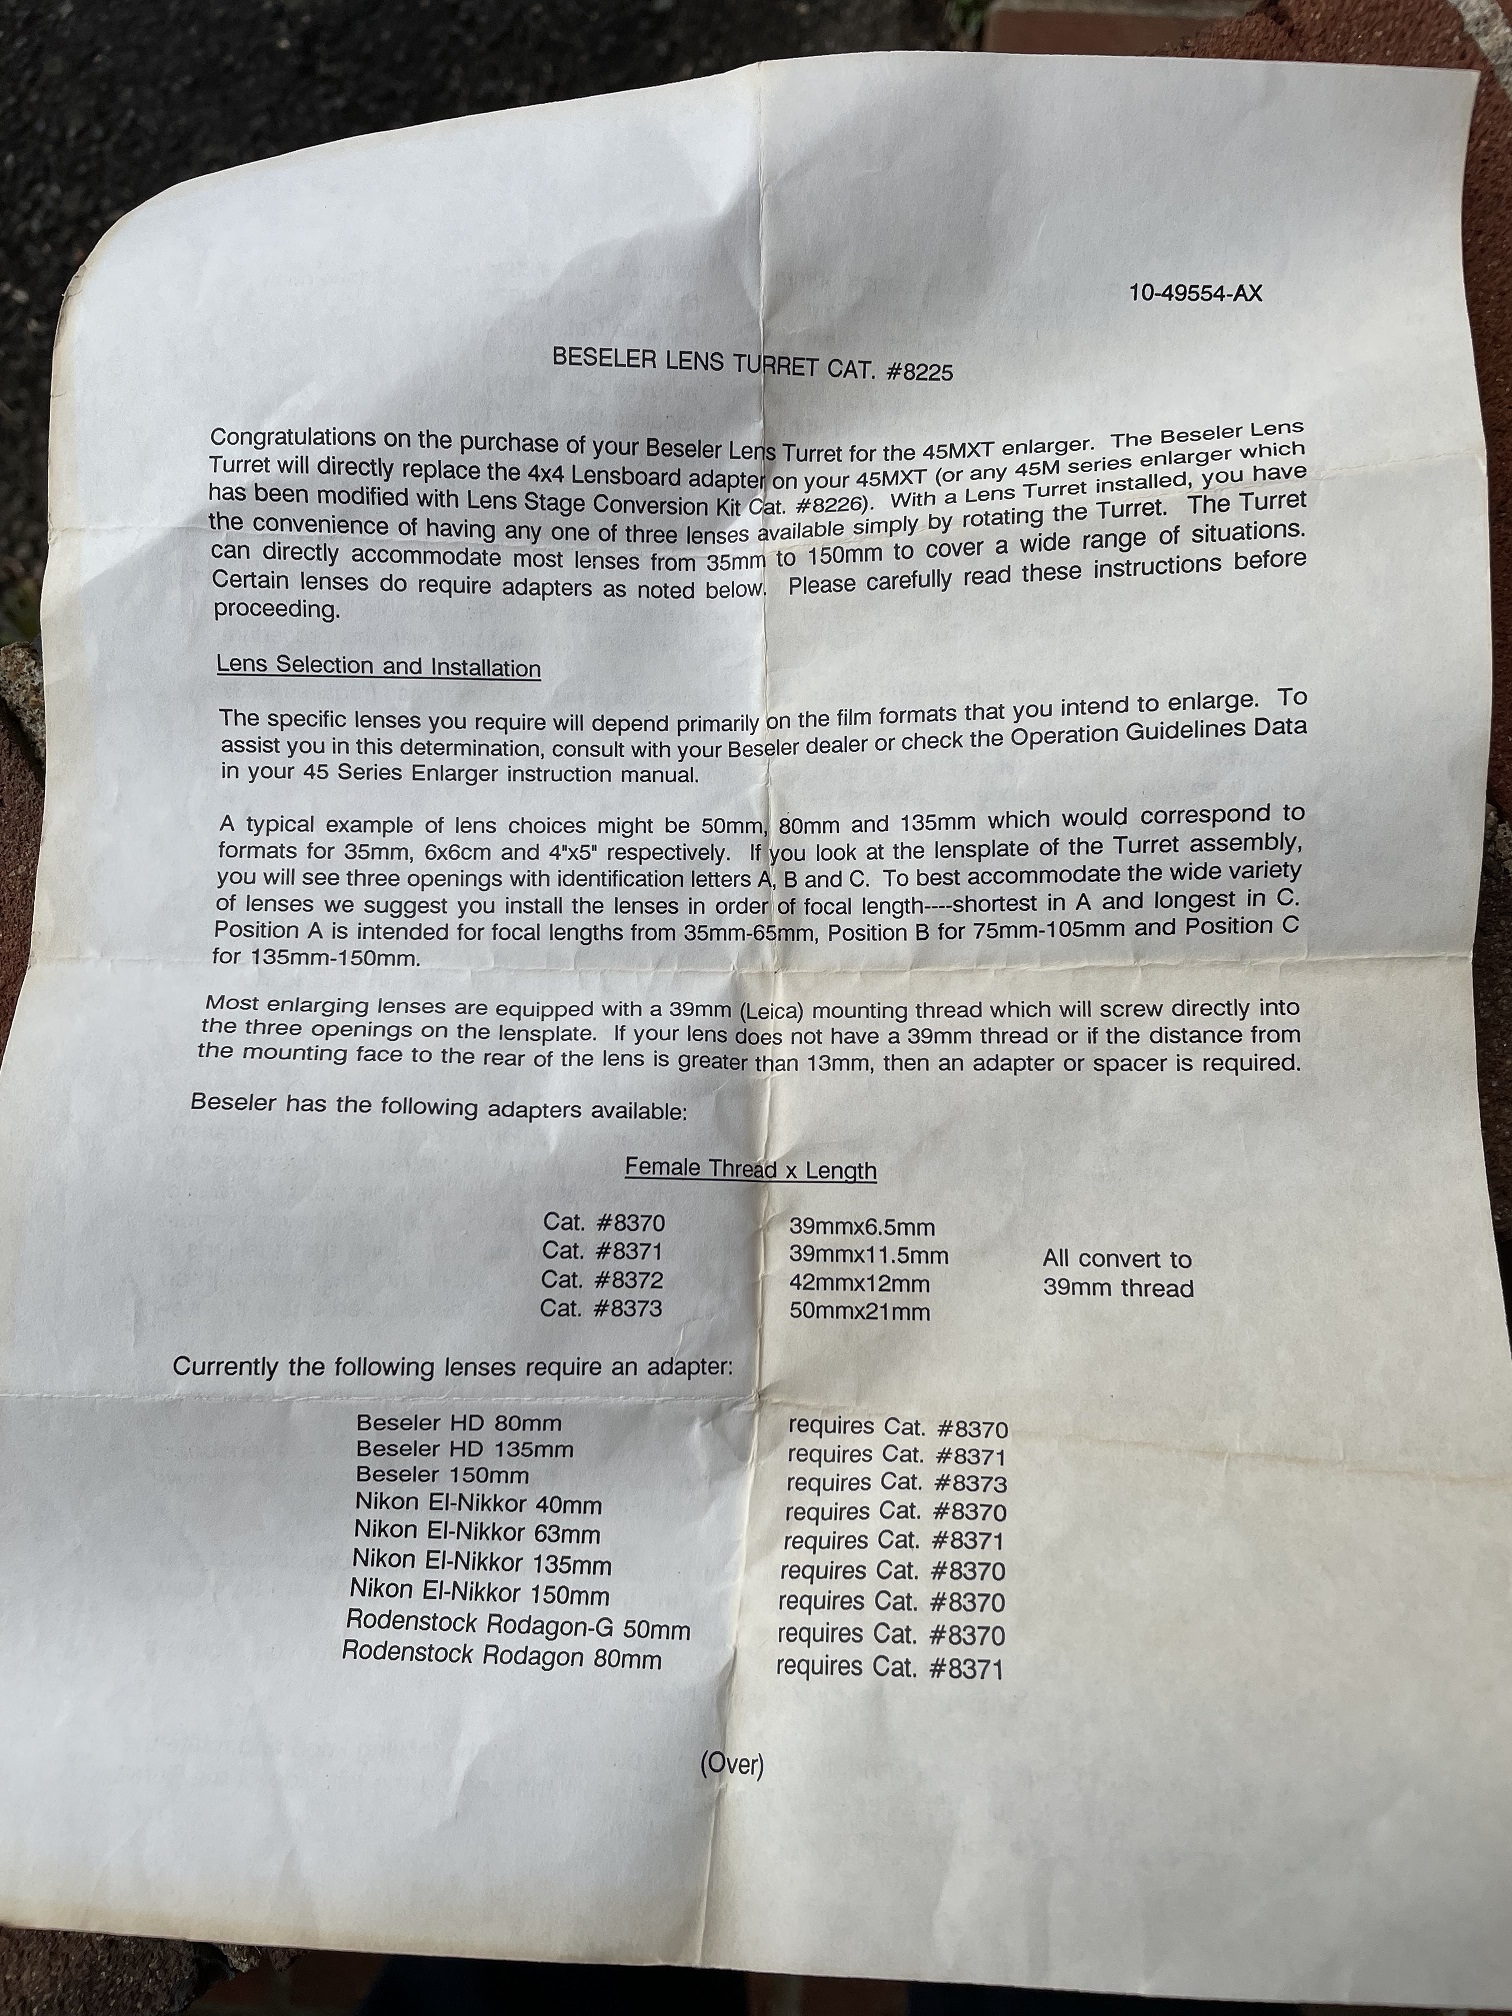 10-49554-AX
BESELER LENS TURRET CAT. #8225
Congratulations on the purchase of your Beseler Lens Turret for the 45MXT enlarger. The Beseler Lens
Turret will directly replace the 4x4 Lensboard adapter on your 45MXT (or any 45M series enlarger which
has been modified with Lens Stage Conversion Kit Cat. #8226). With a Lens Turret installed, you have
the convenience of having any one of three lenses available simply by rotating the Turret. The Turret
can directly accommodate most lenses from 35mm to 150mm to cover a wide range of situations.
Certain lenses do require adapters as noted below. Please carefully read these instructions before
proceeding.
Lens Selection and Installation
The specific lenses you require will depend primarily on the film formats that you intend to enlarge. To
assist you in this determination, consult with your Beseler dealer or check the Operation Guidelines Data
in your 45 Series Enlarger instruction manual.
A typical example of lens choices might be 50mm, 80mm and 135mm which would correspond to
formats for 35mm, 6x6cm and 4"x5" respectively. If you look at the lensplate of the Turret assembly,
you will see three openings with identification letters A, B and C. To best accommodate the wide variety
of lenses we suggest you install the lenses in order of focal length----shortest in A and longest in C.
Position A is intended for focal lengths from 35mm-65mm, Position B for 75mm-105mm and Position C
for 135mm-150mm.
Most enlarging lenses are equipped with a 39mm (Leica) mounting thread which will screw directly into
the three openings on the lensplate. If your lens does not have a 39mm thread or if the distance from
the mounting face to the rear of the lens is greater than 13mm, then an adapter or spacer is required.
Beseler has the following adapters available:
Female Thread x Length
Cat. #8370 39mmx6.5mm
Cat. #8371 39mmx11.5mm All convert to
Cat. #8372 42mmx12mm 39mm thread
Cat. #8373 50mmx21mm
Currently the following lenses require an adapter:
Beseler HD 80mm requires Cat. #8370
Beseler HD 135mm requires Cat. #8371
Beseler 150mm requires Cat. #8373
Nikon El-Nikkor 40mm requires Cat. #8370
Nikon El-Nikkor 63mm requires Cat. #8371
Nikon El-Nikkor 135mm requires Cat. #8370
Nikon El-Nikkor 150mm requires Cat. #8370
Rodenstock Rodagon-G 50mm requires Cat. #8370
Rodenstock Rodagon 80mm requires Cat. #8371
(Over)